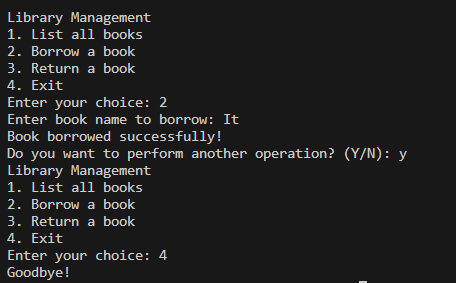 Library Management
1. List all books
2. Borrow a book
3. Return a book
4. Exit
Enter your choice: 2
Enter book name to borrow: It
Book borrowed successfully!
Do you want to perform another operation? (Y/N): y
Library Management
1. List all books
2. Borrow a book
3. Return a book
4. Exit
Enter your choice: 4
Goodbye!